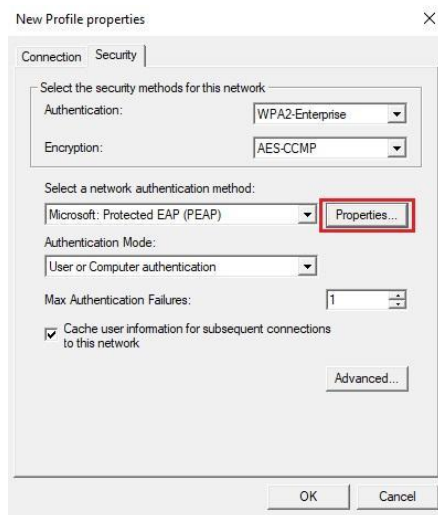 New Profile properties
Connection Security
Select the security methods for this network
Authentication: WPA2-Enterprise
Encryption: AES-CCMP
Select a network authentication method:
Microsoft: Protected EAP (PEAP) Properties...
Authentication Mode:
User or Computer authentication
Max Authentication Failures: 1
Cache user information for subsequent connections
to this network
Advanced...
OK Cancel